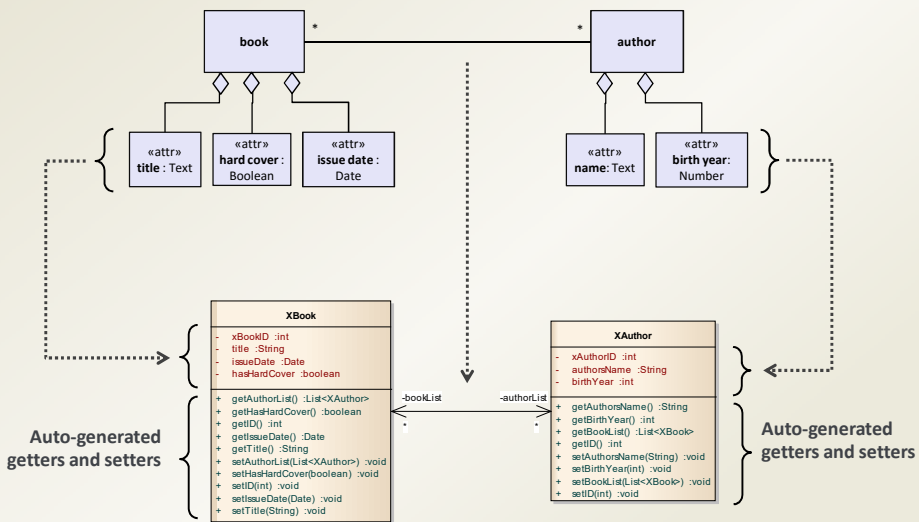 *
*
book
author
«attr»
title : Text
«attr»
hard cover :
Boolean
«attr»
issue date :
Date
«attr»
name: Text
«attr»
birth year:
Number
XBook
- xBookID :int
- title :String
- issueDate :Date
- hasHardCover :boolean
+ getAuthorList() :List<XAuthor>
+ getHasHardCover() :boolean
+ getID() :int
+ getIssueDate() :Date
+ getTitle() :String
+ setAuthorList(List<XAuthor>) :void
+ setHasHardCover(boolean) :void
+ setID(int) :void
+ setIssueDate(Date) :void
+ setTitle(String) :void
-bookList
*
-authorList
*
XAuthor
- xAuthorID :int
- authorsName :String
- birthYear :int
+ getAuthorsName() :String
+ getBirthYear() :int
+ getBookList() :List<XBook>
+ getID() :int
+ setAuthorsName(String) :void
+ setBirthYear(int) :void
+ setBookList(List<XBook>) :void
+ setID(int) :void
Auto-generated
getters and setters
Auto-generated
getters and setters